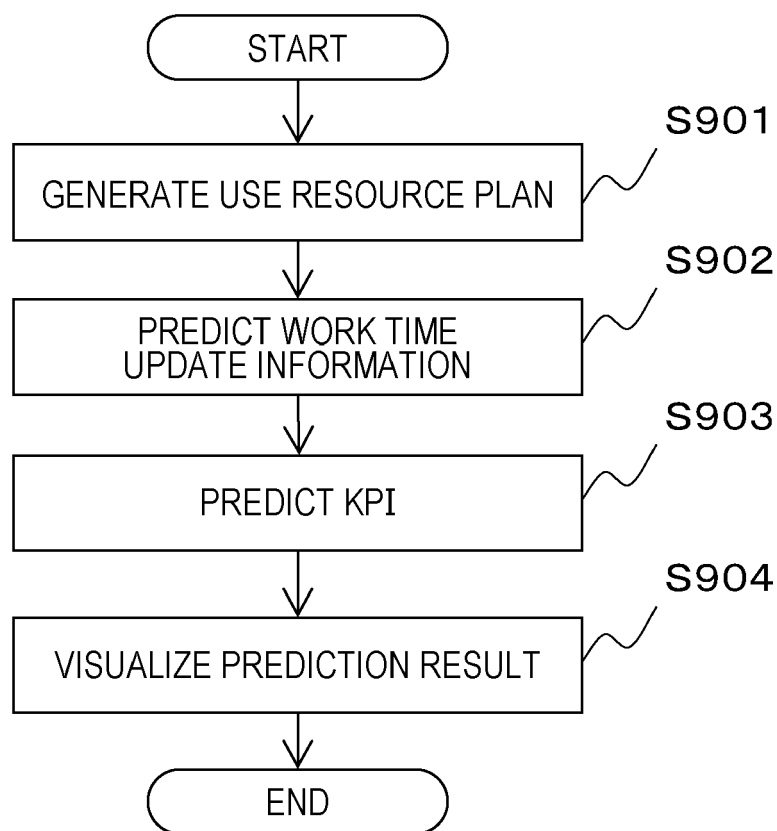 START
S901
GENERATE USE RESOURCE PLAN
S902
PREDICT WORK TIME
UPDATE INFORMATION
S903
PREDICT KPI
S904
VISUALIZE PREDICTION RESULT
END